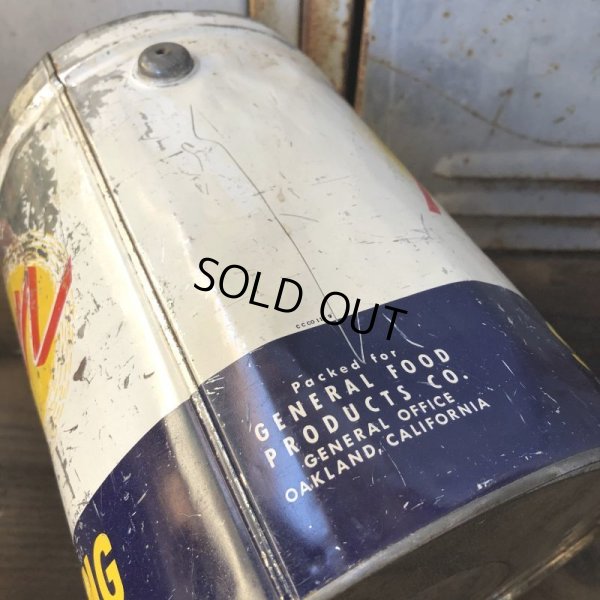 SOLD OUT
Packed for
GENERAL FOOD
PRODUCTS CO.
GENERAL OFFICE
OAKLAND, CALIFORNIA